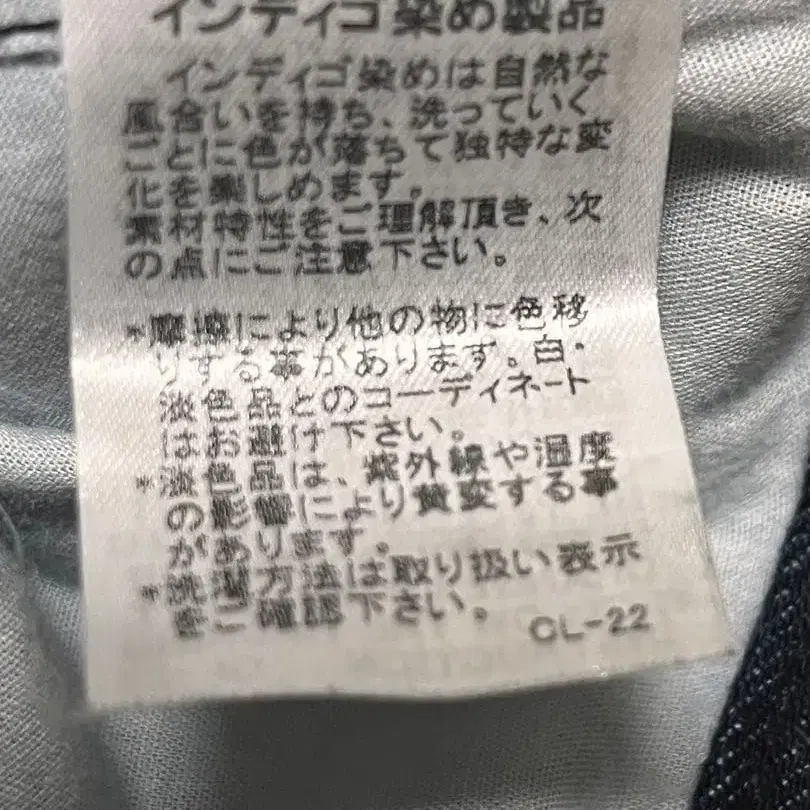 インディゴ染め製品
インディゴ染めは自然な
風合いを持ち、洗っていく
ごとに色が落ちて独特な変
化を楽しめます。
素材特性をご理解頂き、次
の点にご注意下さい。
*摩擦により他の物に色移
りする事があります。白・
淡色品とのコーディネート
はお避け下さい。
*淡色品は、紫外線や湿度
の影響により黄変する事
があります。
*洗濯方法は取り扱い表示
をご確認下さい。
CL-22